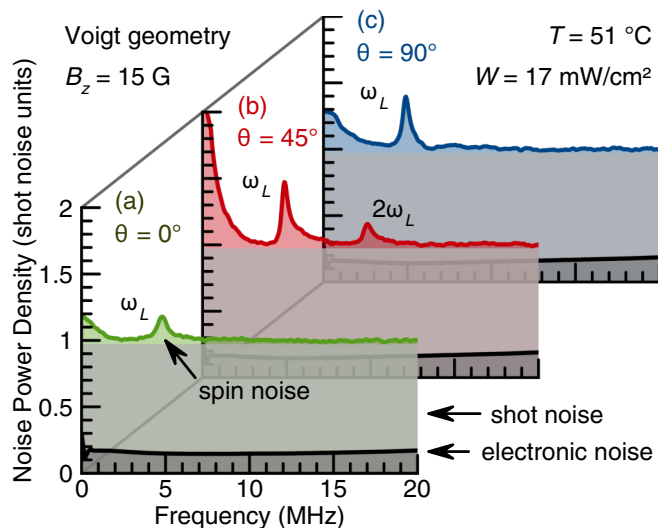 Voigt geometry
B_z = 15 G
(c)
θ = 90°
T = 51 °C
W = 17 mW/cm²
ω_L
(b)
θ = 45°
ω_L
2ω_L
(a)
θ = 0°
ω_L
spin noise
shot noise
electronic noise
Noise Power Density (shot noise units)
2
1.5
1
0.5
0
0 5 10 15 20
Frequency (MHz)